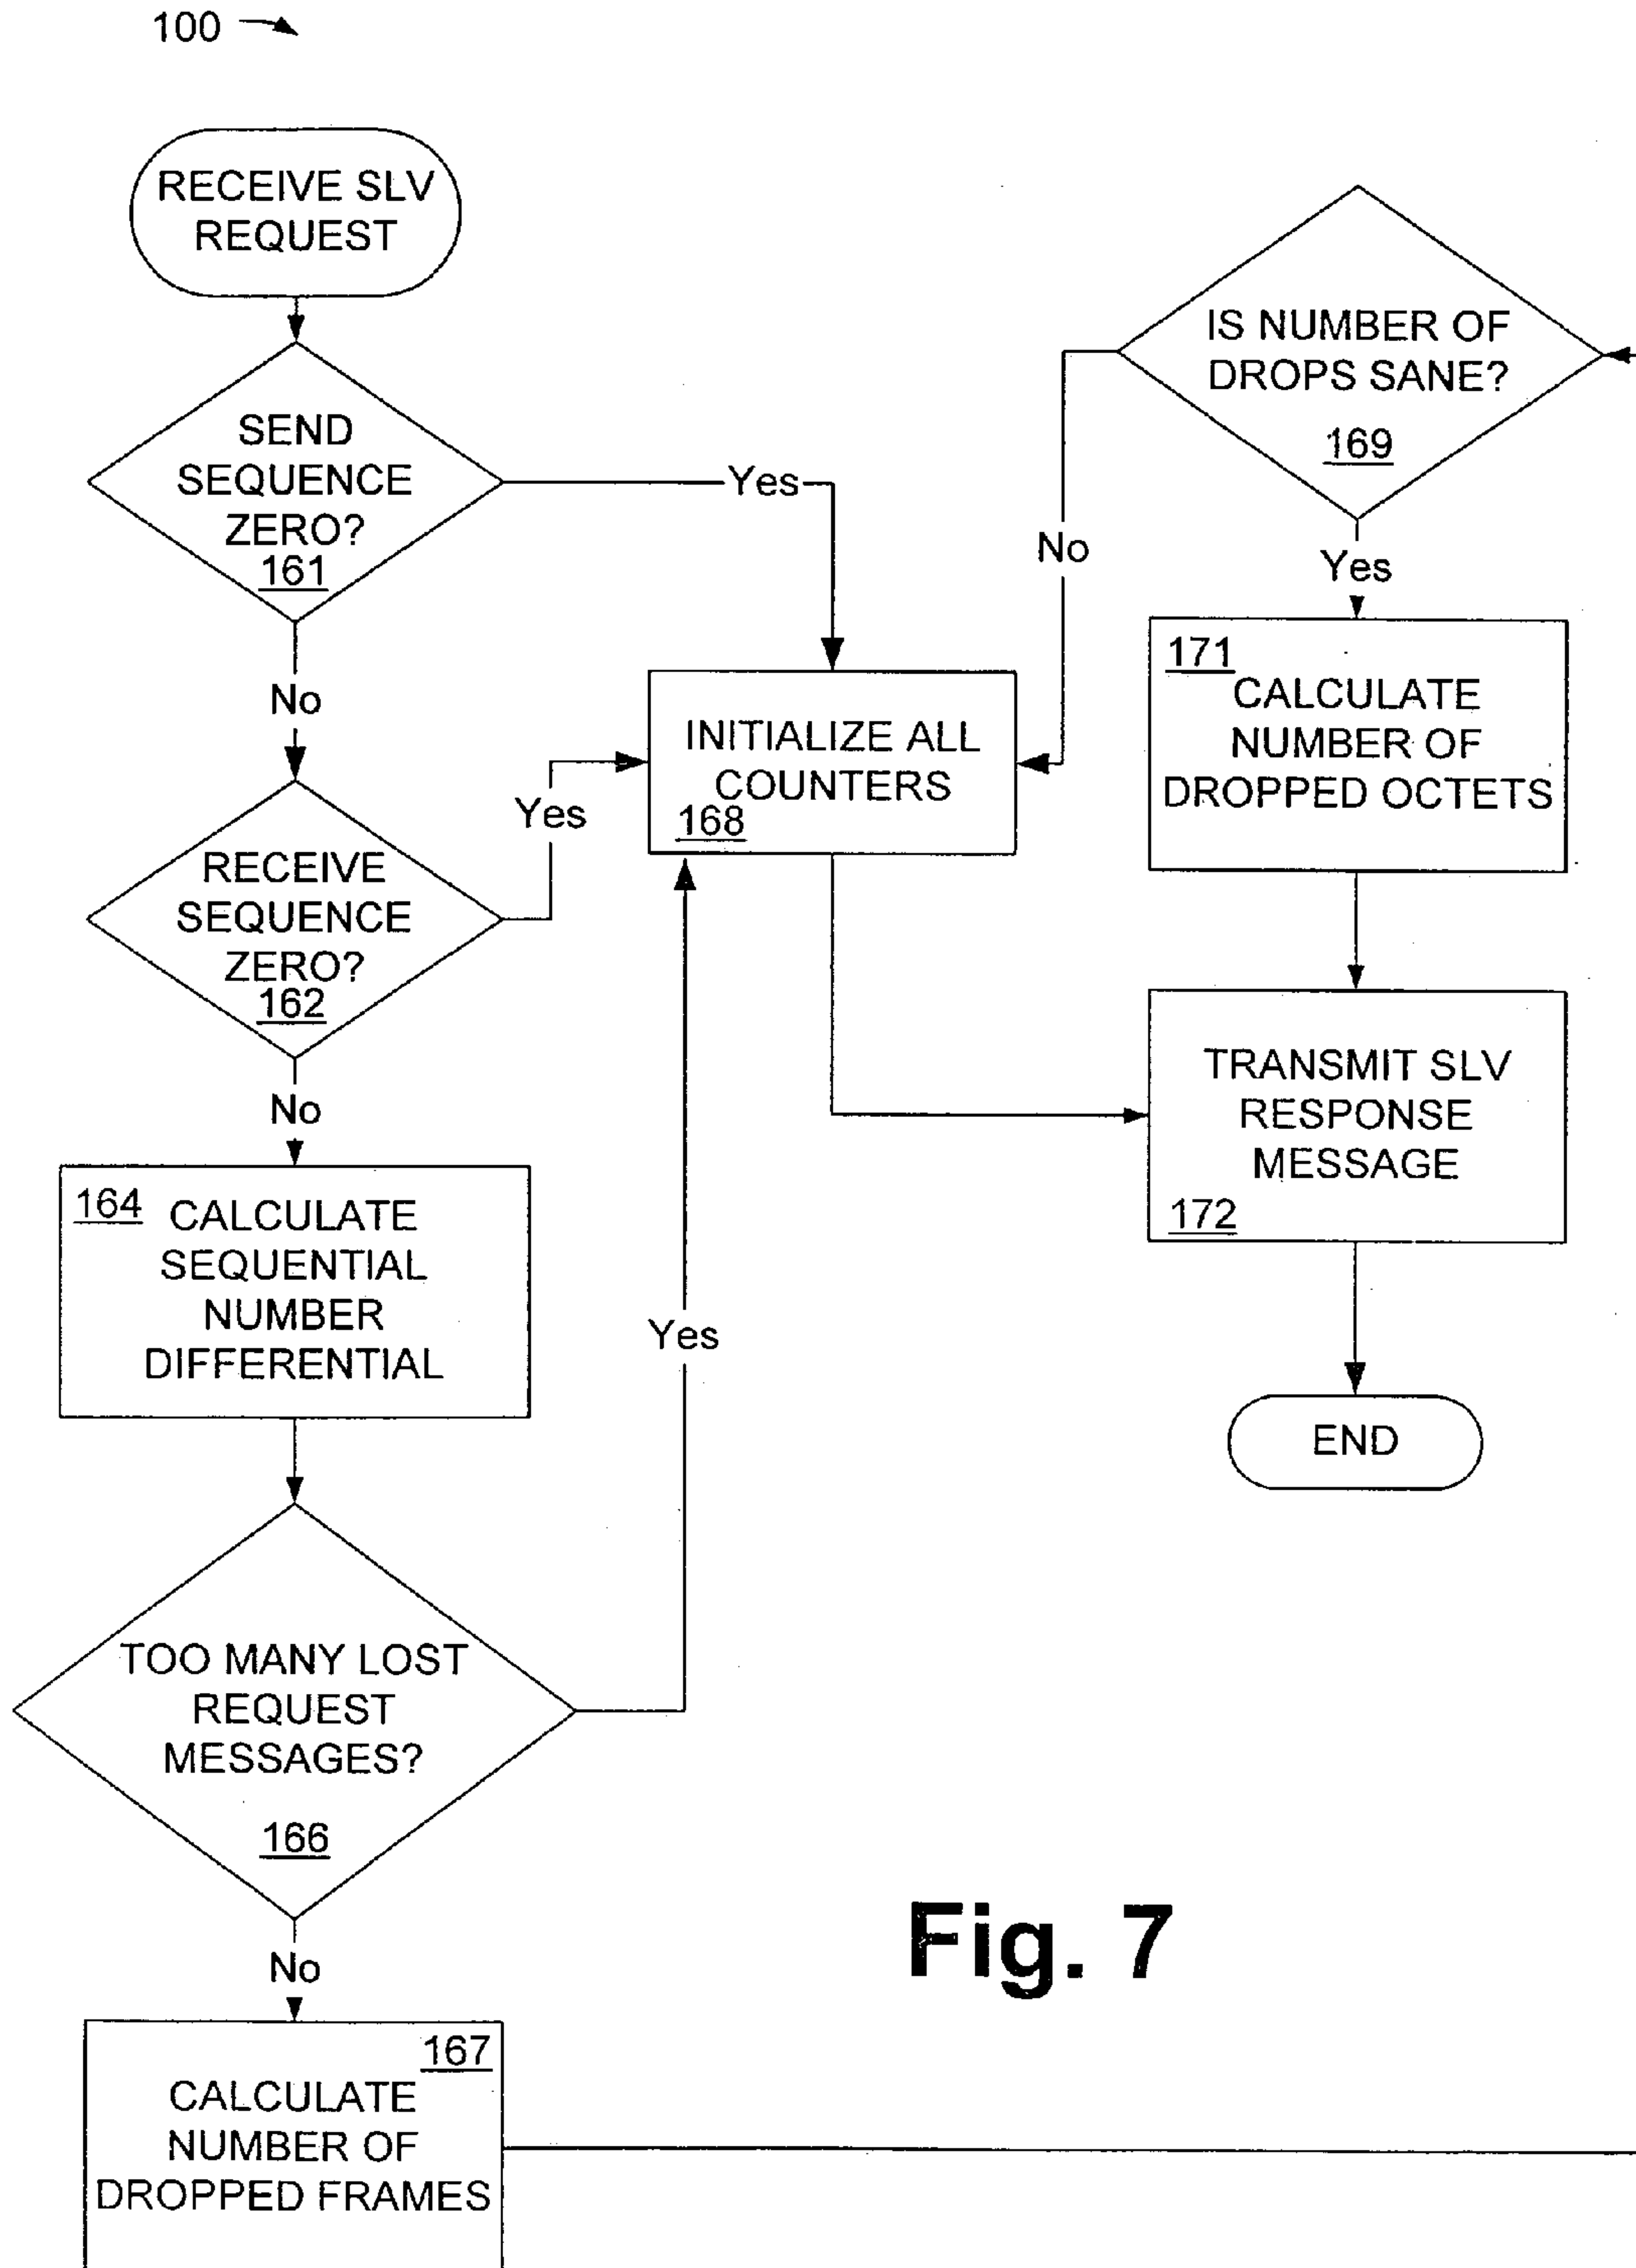 100
RECEIVE SLV
REQUEST
SEND
SEQUENCE
ZERO?
161
Yes
No
RECEIVE
SEQUENCE
ZERO?
162
Yes
No
164
CALCULATE
SEQUENTIAL
NUMBER
DIFFERENTIAL
TOO MANY LOST
REQUEST
MESSAGES?
166
Yes
No
167
CALCULATE
NUMBER OF
DROPPED FRAMES
INITIALIZE ALL
COUNTERS
168
IS NUMBER OF
DROPS SANE?
169
No
Yes
171
CALCULATE
NUMBER OF
DROPPED OCTETS
TRANSMIT SLV
RESPONSE
MESSAGE
172
END
Fig. 7